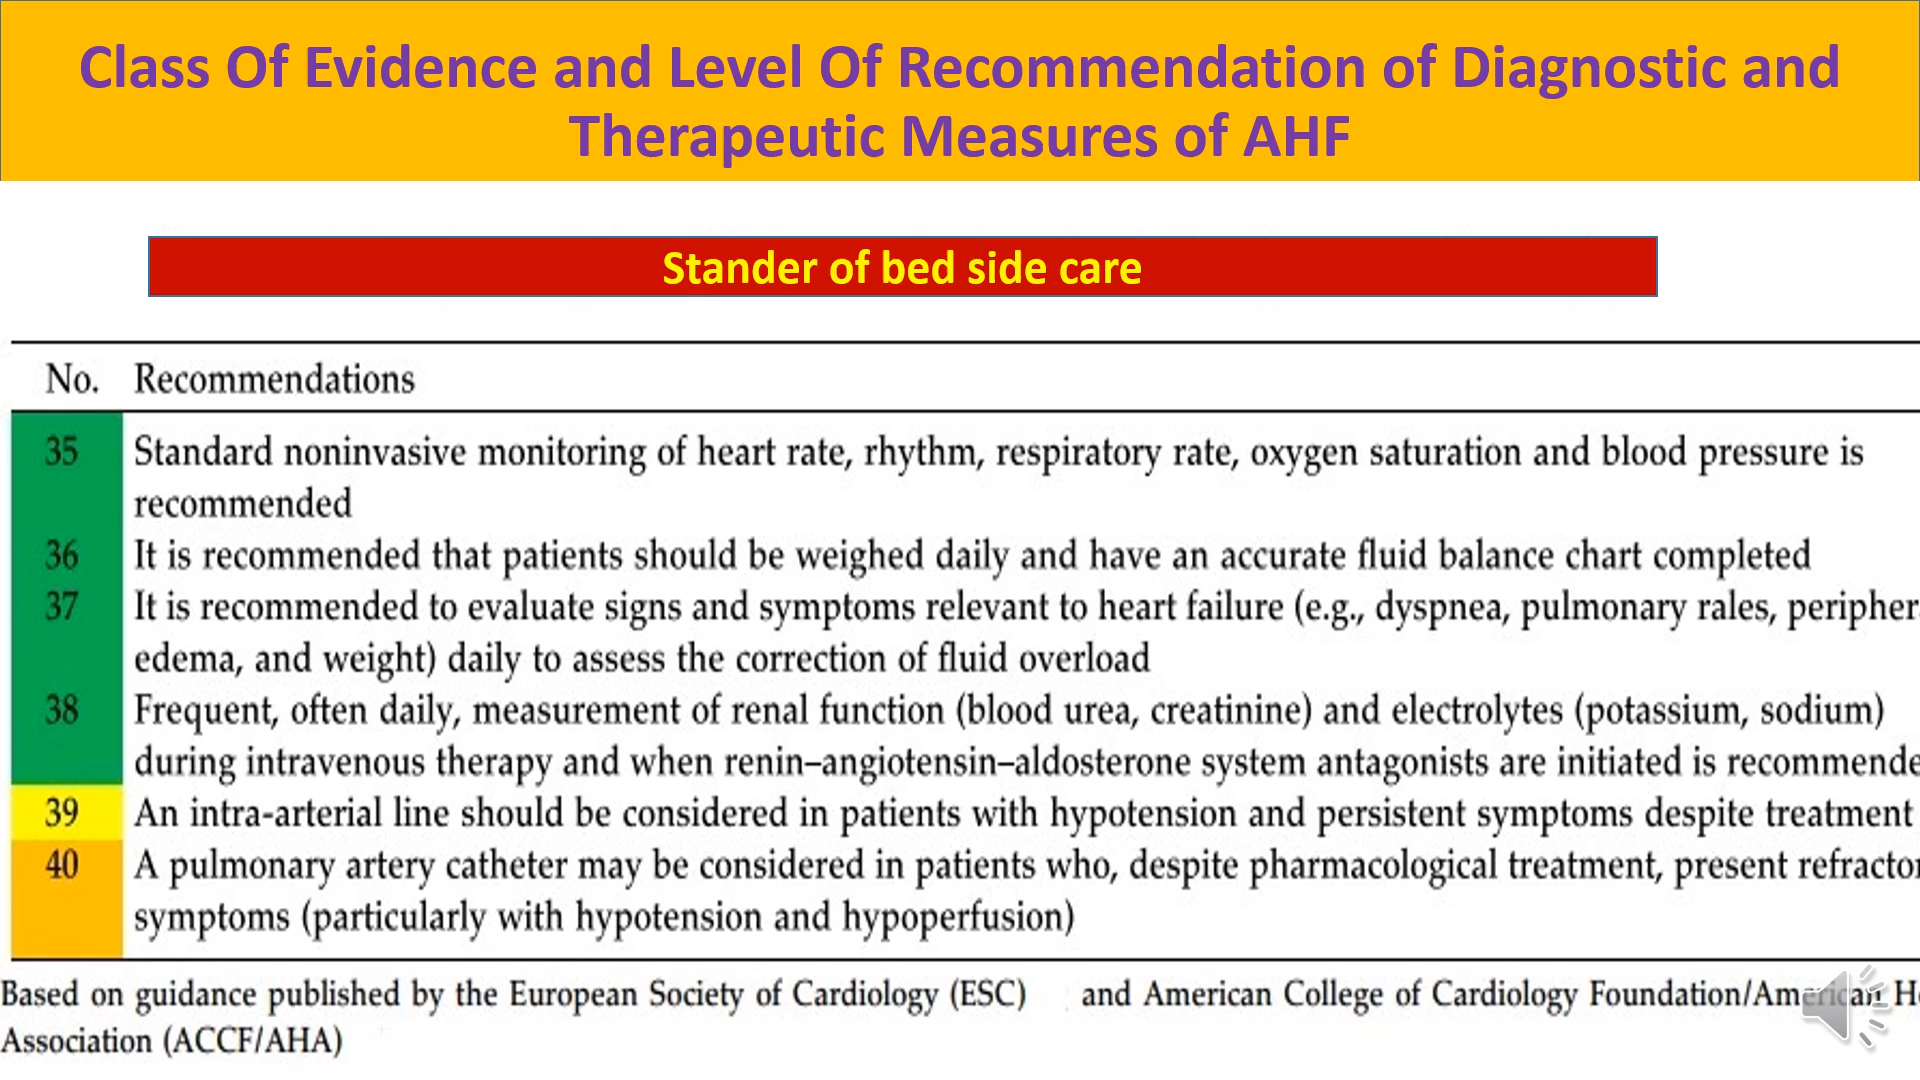 Class Of Evidence and Level Of Recommendation of Diagnostic and
Therapeutic Measures of AHF
Stander of bed side care
No. Recommendations
35 Standard noninvasive monitoring of heart rate, rhythm, respiratory rate, oxygen saturation and blood pressure is
recommended
36 It is recommended that patients should be weighed daily and have an accurate fluid balance chart completed
37 It is recommended to evaluate signs and symptoms relevant to heart failure (e.g., dyspnea, pulmonary rales,
edema, and weight) daily to assess the correction of fluid overload
38 Frequent, often daily, measurement of renal function (blood urea, creatinine) and electrolytes (potassium, sodium)
during intravenous therapy and when renin–angiotensin–aldosterone system antagonists are initiated is
39 An intra-arterial line should be considered in patients with hypotension and persistent symptoms despite treatment
40 A pulmonary artery catheter may be considered in patients who, despite pharmacological treatment, present
symptoms (particularly with hypotension and hypoperfusion)
Based on guidance published by the European Society of Cardiology (ESC) and American College of Cardiology Foundation/American
Association (ACCF/AHA)